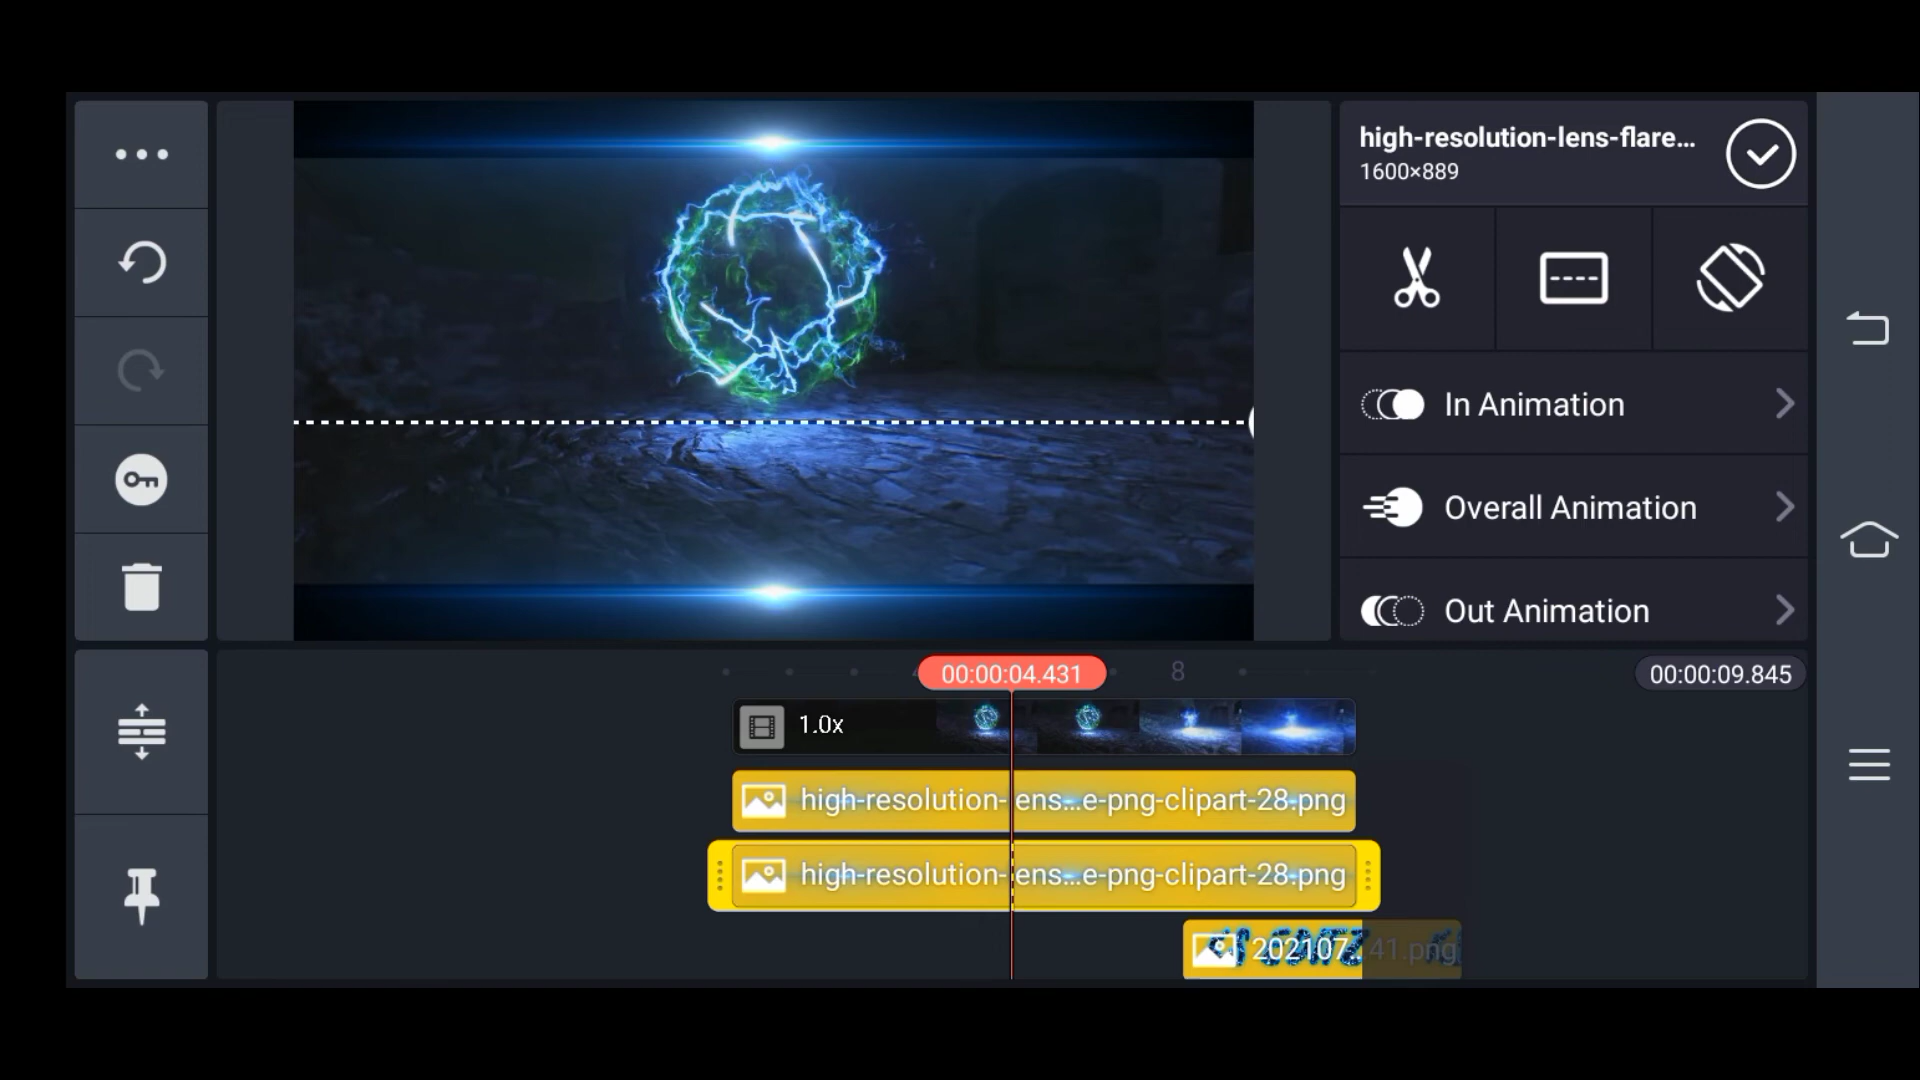 high-resolution-lens-flare...
1600×889
In Animation
Overall Animation
Out Animation
00:00:04.431
8
00:00:09.845
1.0x
high-resolution-lens...e-png-clipart-28.png
high-resolution-lens...e-png-clipart-28.png
202107...41.png